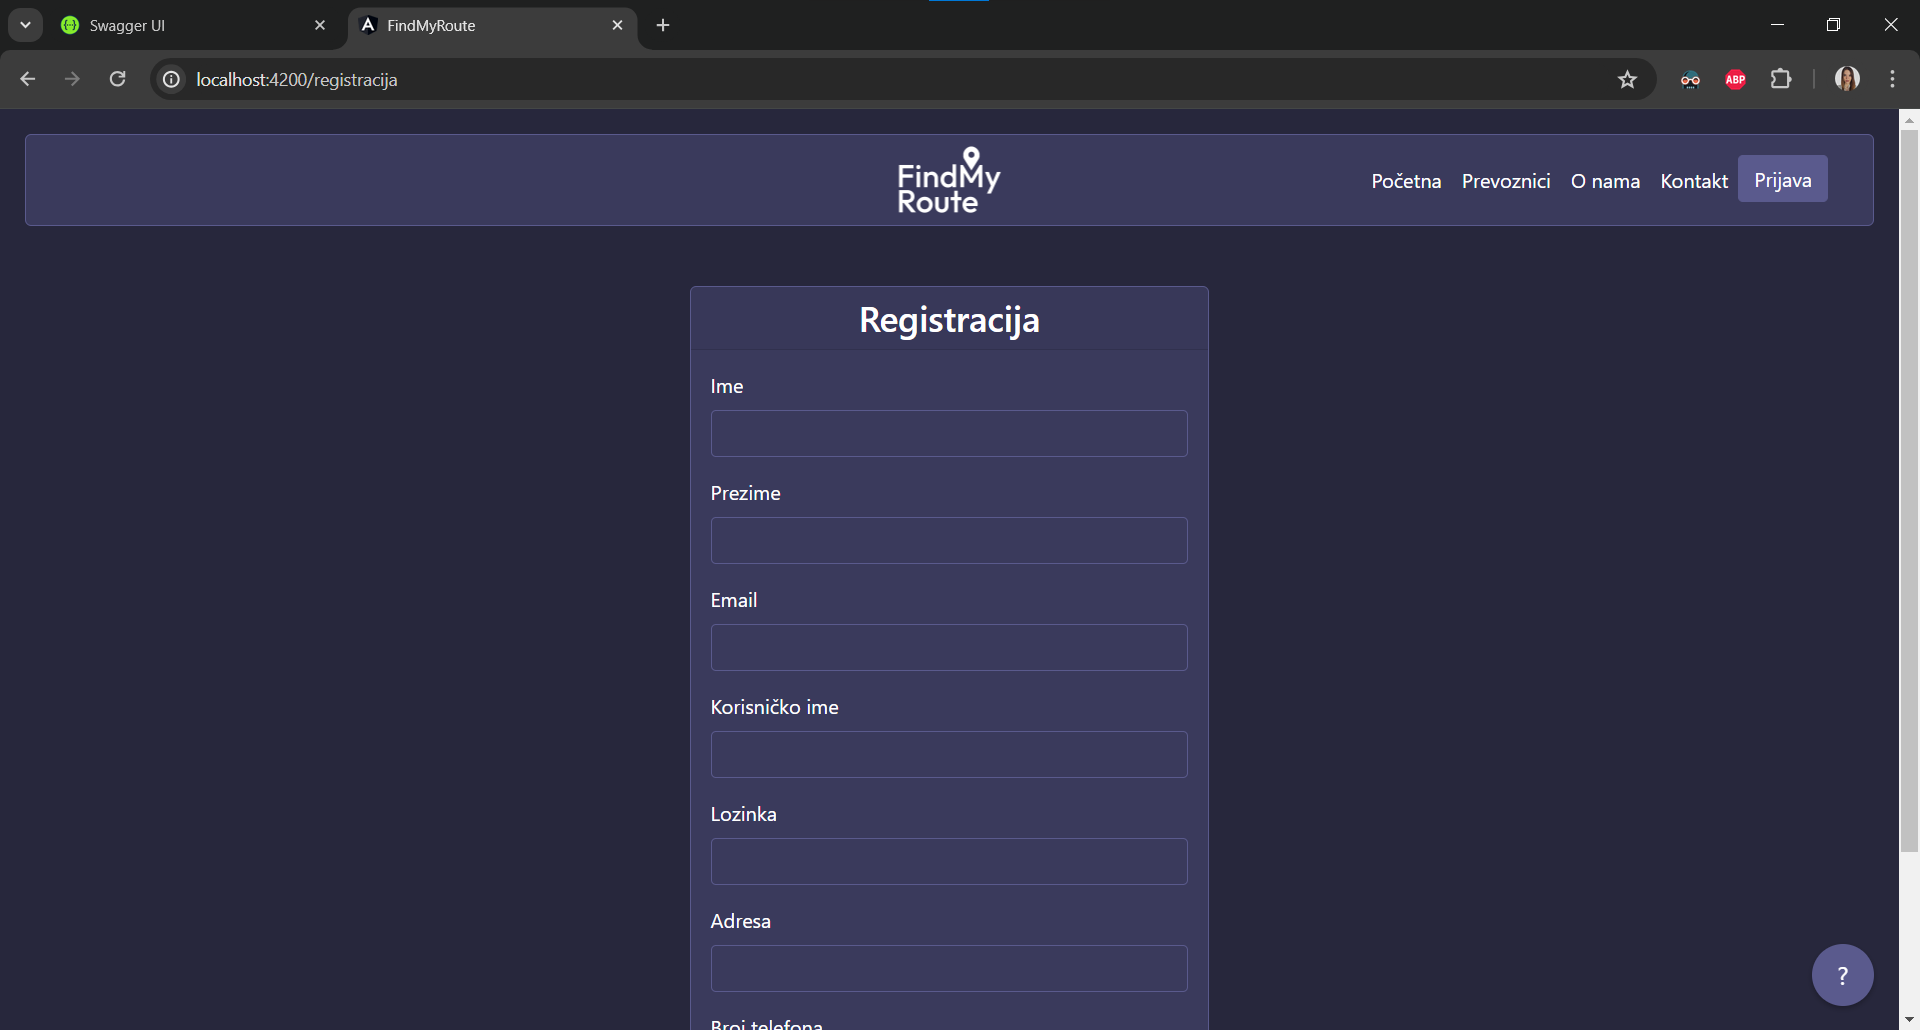 Swagger UI
FindMyRoute
localhost:4200/registracija
ABP
FindMy
Route
Početna Prevoznici O nama Kontakt Prijava
Registracija
Ime
Prezime
Email
Korisničko ime
Lozinka
Adresa
Broj telefona
?